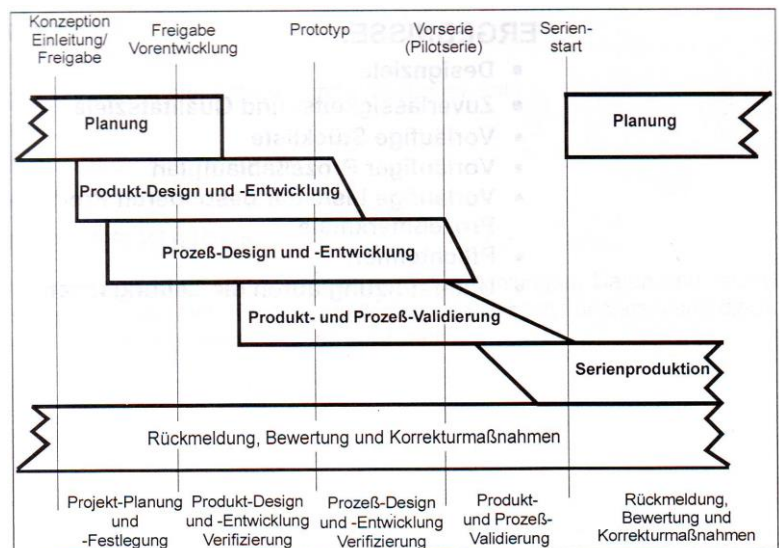 Konzeption
Einleitung/
Freigabe
Freigabe
Vorentwicklung
Prototyp
Vorserie
(Pilotserie)
Serien-
start
Planung
Planung
Produkt-Design und -Entwicklung
Prozeß-Design und -Entwicklung
Produkt- und Prozeß-Validierung
Serienproduktion
Rückmeldung, Bewertung und Korrekturmaßnahmen
Projekt-Planung
und
-Festlegung
Produkt-Design
und -Entwicklung
Verifizierung
Prozeß-Design
und -Entwicklung
Verifizierung
Produkt-
und Prozeß-
Validierung
Rückmeldung,
Bewertung und
Korrekturmaßnahmen